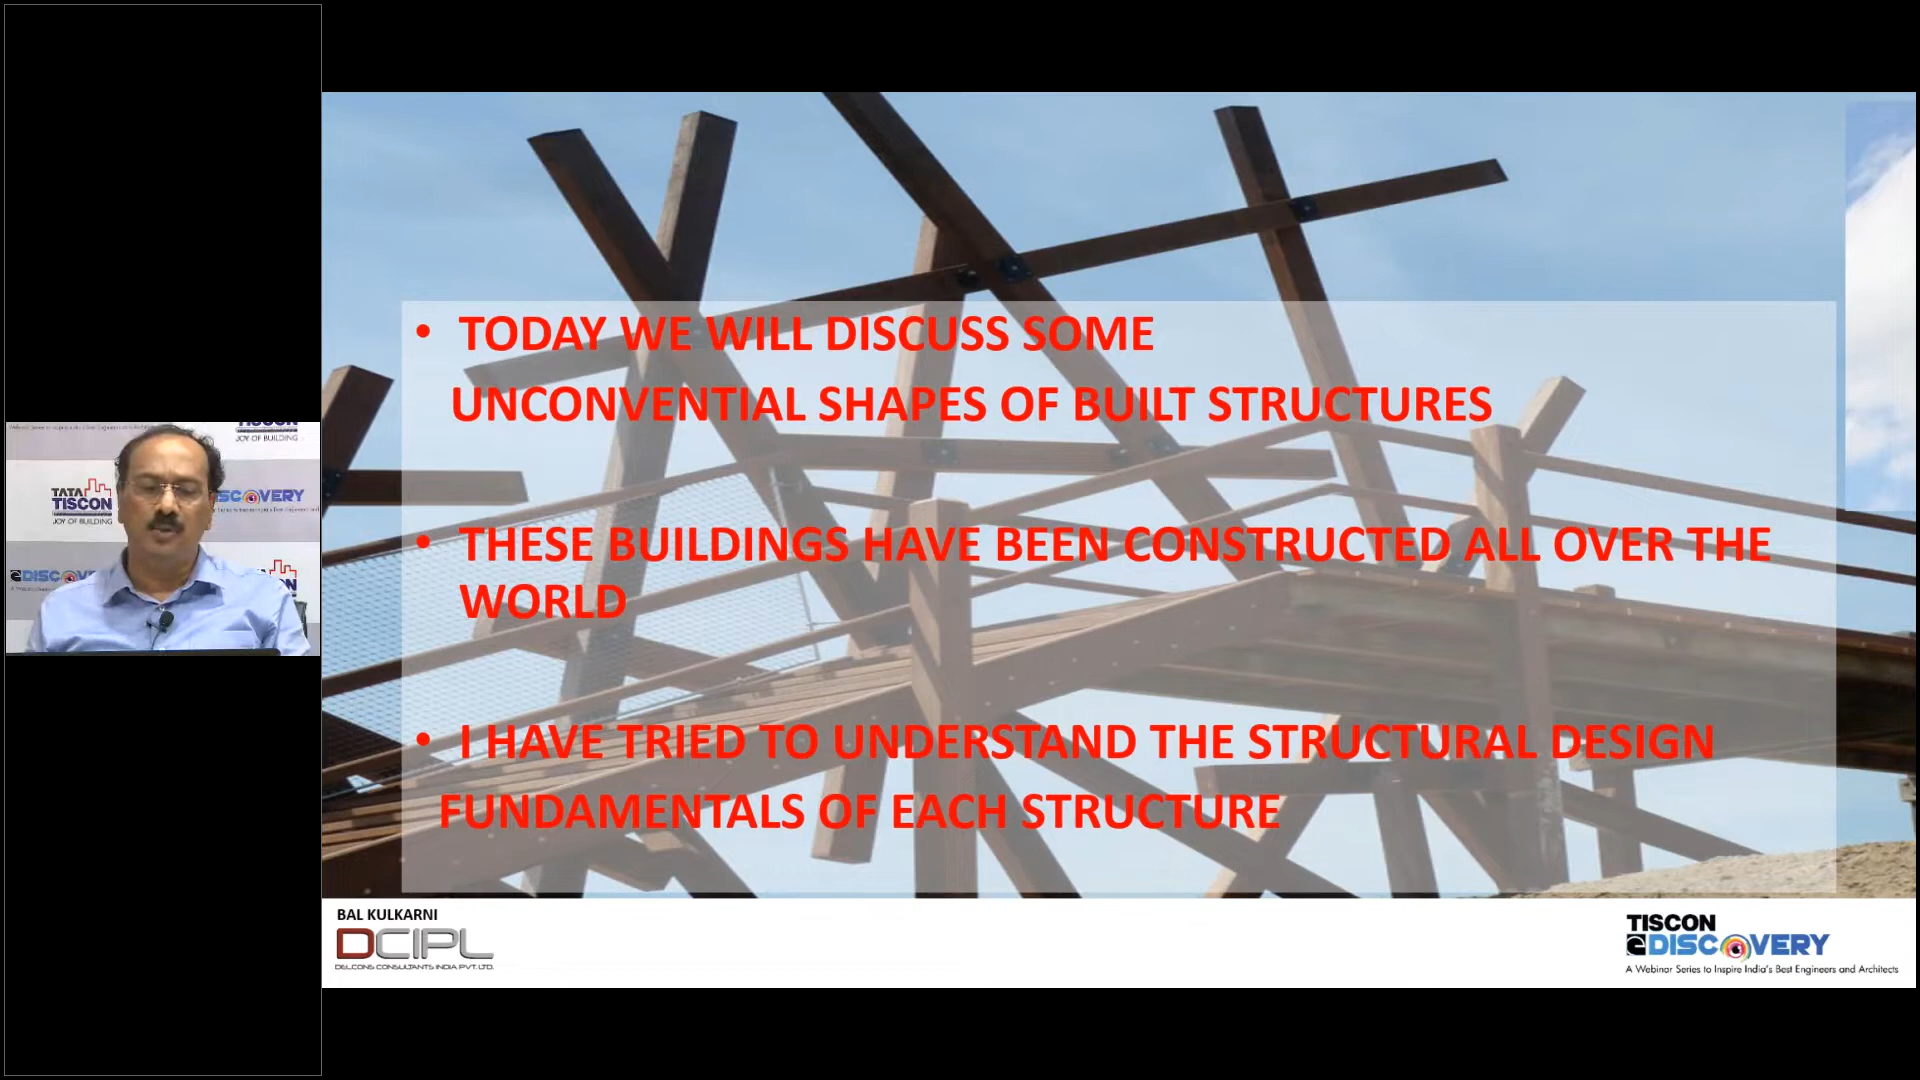 JOY OF BUILDING
TATA
TISCON
JOY OF BUILDING
• TODAY WE WILL DISCUSS SOME
UNCONVENTIAL SHAPES OF BUILT STRUCTURES
• THESE BUILDINGS HAVE BEEN CONSTRUCTED ALL OVER THE
WORLD
• I HAVE TRIED TO UNDERSTAND THE STRUCTURAL DESIGN
FUNDAMENTALS OF EACH STRUCTURE
BAL KULKARNI
DCIPL
DELCONS CONSULTANTS INDIA PVT. LTD.
TISCON
eDISCOVERY
A Webinar Series to Inspire India's Best Engineers and Architects